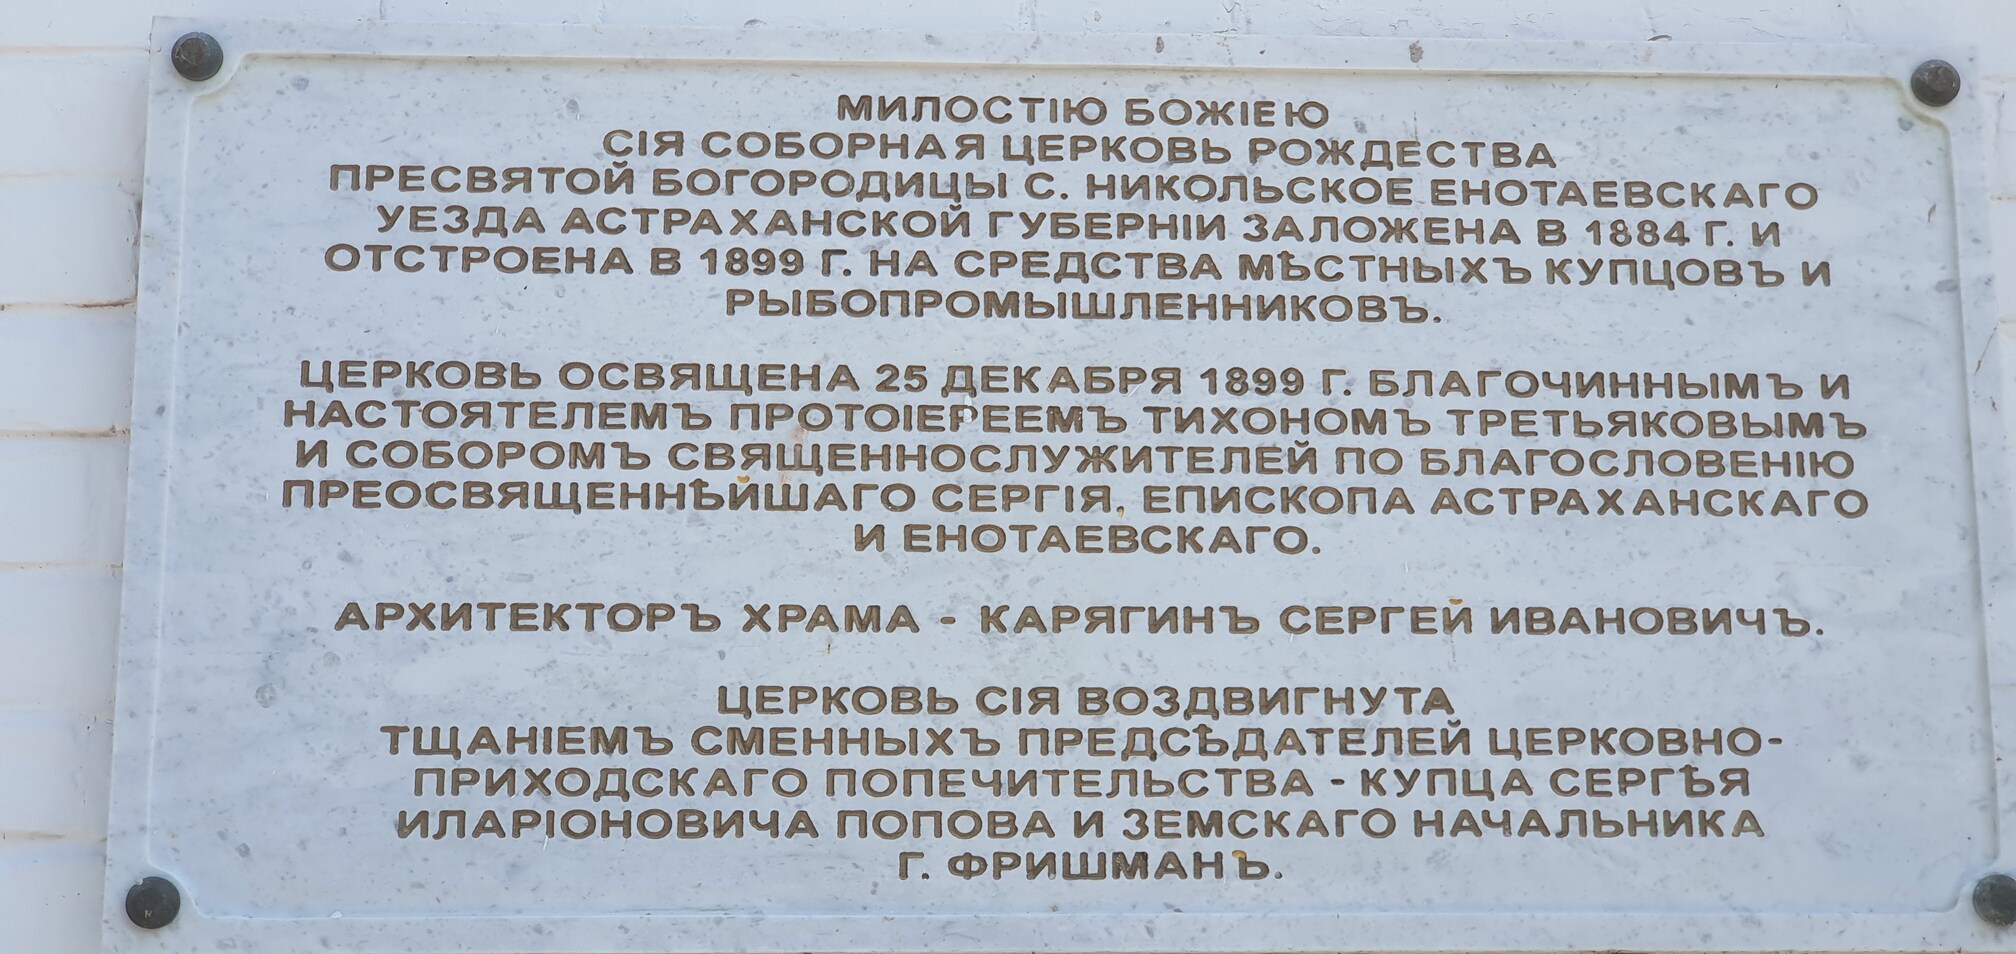 МИЛОСТІЮ БОЖІЕЮ
СІЯ СОБОРНАЯ ЦЕРКОВЬ РОЖДЕСТВА
ПРЕСВЯТОЙ БОГОРОДИЦЫ С. НИКОЛЬСКОЕ ЕНОТАЕВСКАГО
УЕЗДА АСТРАХАНСКОЙ ГУБЕРНІИ ЗАЛОЖЕНА В 1884 Г. И
ОТСТРОЕНА В 1899 Г. НА СРЕДСТВА МѢСТНЫХЪ КУПЦОВЪ И
РЫБОПРОМЫШЛЕННИКОВЪ.
ЦЕРКОВЬ ОСВЯЩЕНА 25 ДЕКАБРЯ 1899 Г. БЛАГОЧИННЫМЪ И
НАСТОЯТЕЛЕМЪ ПРОТОІЕРЕЕМЪ ТИХОНОМЪ ТРЕТЬЯКОВЫМЪ
И СОБОРОМЪ СВЯЩЕННОСЛУЖИТЕЛЕЙ ПО БЛАГОСЛОВЕНІЮ
ПРЕОСВЯЩЕННѢЙШАГО СЕРГІЯ, ЕПИСКОПА АСТРАХАНСКАГО
И ЕНОТАЕВСКАГО.
АРХИТЕКТОРЪ ХРАМА - КАРЯГИНЪ СЕРГЕЙ ИВАНОВИЧЪ.
ЦЕРКОВЬ СІЯ ВОЗДВИГНУТА
ТЩАНІЕМЪ СМЕННЫХЪ ПРЕДСѢДАТЕЛЕЙ ЦЕРКОВНО-
ПРИХОДСКАГО ПОПЕЧИТЕЛЬСТВА - КУПЦА СЕРГѢЯ
ИЛАРІОНОВИЧА ПОПОВА И ЗЕМСКАГО НАЧАЛЬНИКА
Г. ФРИШМАНЪ.